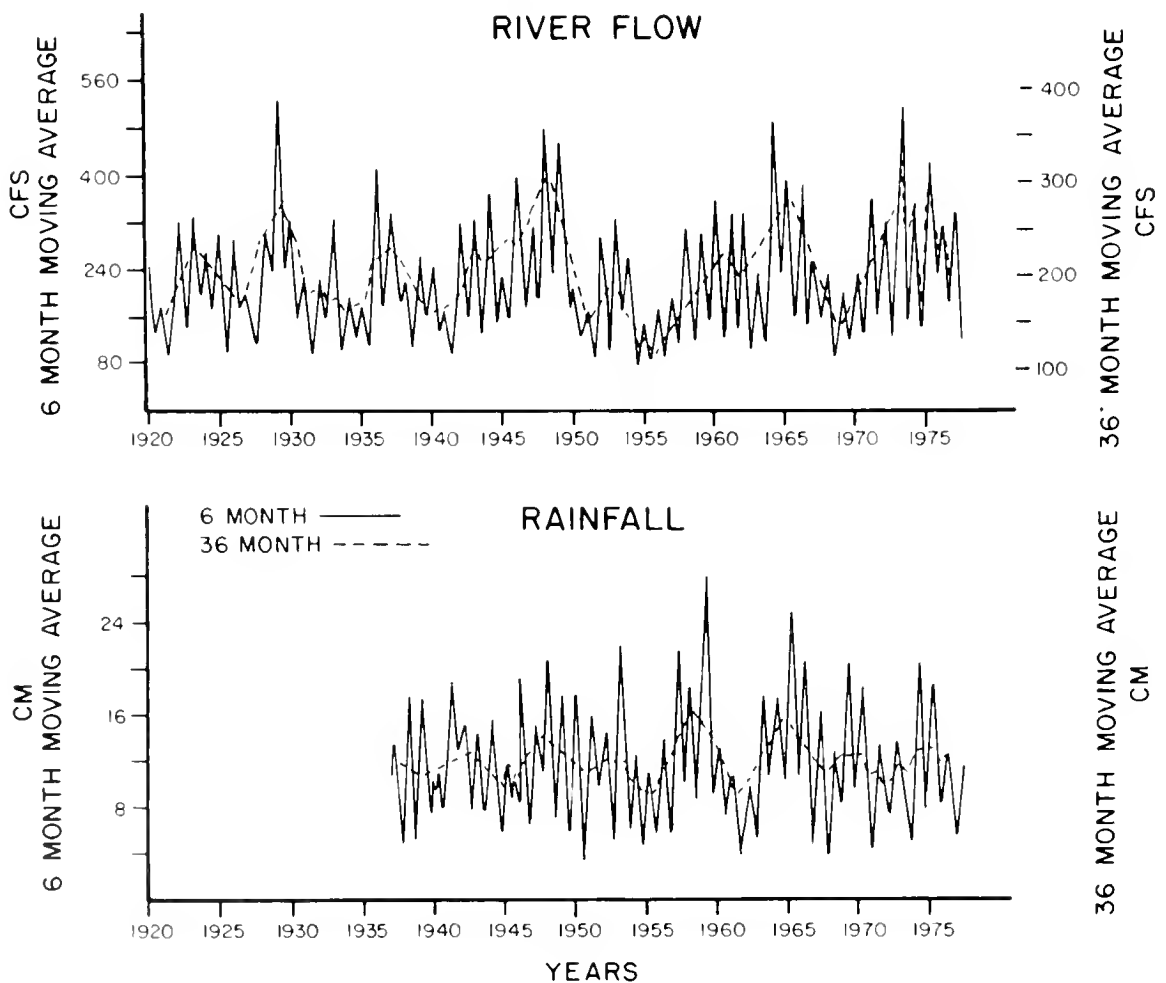 RIVER FLOW
CFS
6 MONTH MOVING AVERAGE
560
400
240
80
400
300
200
100
36 MONTH MOVING AVERAGE
CFS
1920 1925 1930 1935 1940 1945 1950 1955 1960 1965 1970 1975
RAINFALL
6 MONTH
36 MONTH
CM
6 MONTH MOVING AVERAGE
24
16
8
36 MONTH MOVING AVERAGE
CM
1920 1925 1930 1935 1940 1945 1950 1955 1960 1965 1970 1975
YEARS